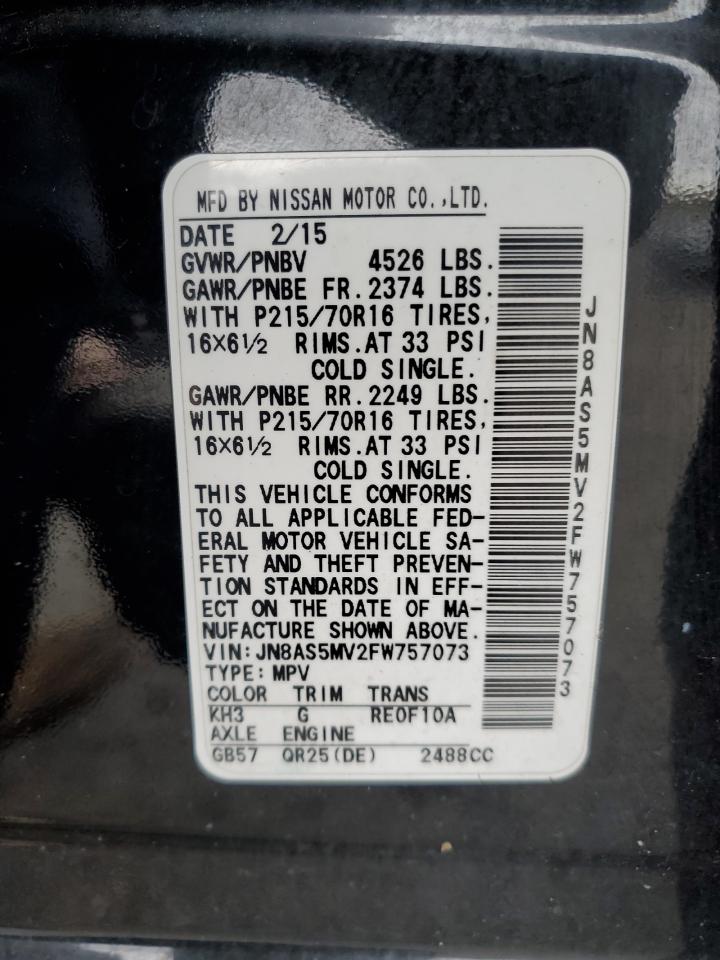 MFD BY NISSAN MOTOR CO.,LTD.
DATE 2/15
GVWR/PNBV 4526 LBS.
GAWR/PNBE FR.2374 LBS.
WITH P215/70R16 TIRES,
16X6½ RIMS.AT 33 PSI
COLD SINGLE.
GAWR/PNBE RR.2249 LBS.
WITH P215/70R16 TIRES,
16X6½ RIMS.AT 33 PSI
COLD SINGLE.
THIS VEHICLE CONFORMS
TO ALL APPLICABLE FED-
ERAL MOTOR VEHICLE SA-
FETY AND THEFT PREVEN-
TION STANDARDS IN EFF-
ECT ON THE DATE OF MA-
NUFACTURE SHOWN ABOVE.
VIN:JN8AS5MV2FW757073
TYPE:MPV
COLOR TRIM TRANS
KH3 G RE0F10A
AXLE ENGINE
GB57 QR25(DE) 2488CC
JN8AS5MV2FW757073